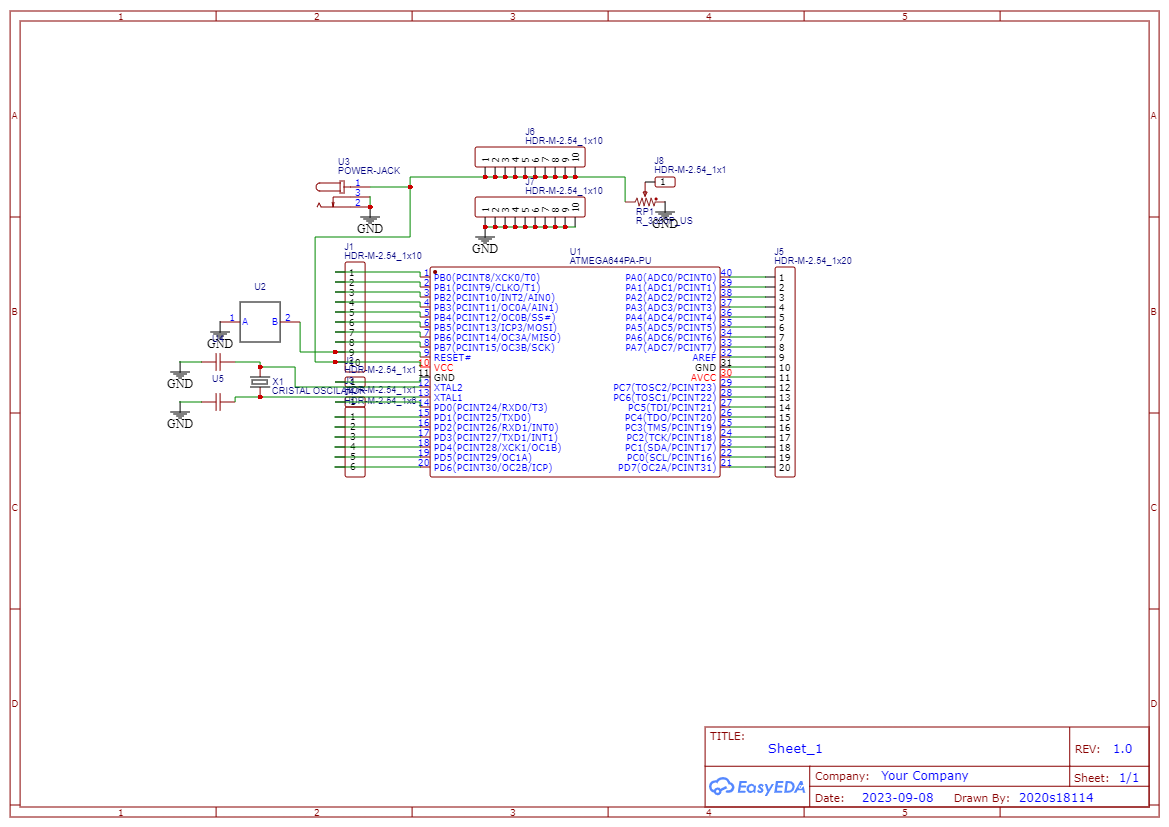 1 2 3 4 5
A A
B B
C C
D D
1 2 3 4 5
J6
HDR-M-2.54_1x10
1 2 3 4 5 6 7 8 9 10
J7
HDR-M-2.54_1x10
1 2 3 4 5 6 7 8 9 10
GND
U3
POWER-JACK
1
3
2
GND
J8
HDR-M-2.54_1x1
1
RP1
GND
J1
HDR-M-2.54_1x10
1
2
3
4
5
6
7
8
9
10
U2
1 A B 2
GND
GND
U5
GND
X1
CRISTAL OSCILADOR
HDR-M-2.54_1x1
HDR-M-2.54_1x1
HDR-M-2.54_1x6
1
2
3
4
5
6
U1
ATMEGA644PA-PU
1 PB0(PCINT8/XCK0/T0)
2 PB1(PCINT9/CLKO/T1)
3 PB2(PCINT10/INT2/AIN0)
4 PB3(PCINT11/OC0A/AIN1)
5 PB4(PCINT12/OC0B/SS#)
6 PB5(PCINT13/ICP3/MOSI)
7 PB6(PCINT14/OC3A/MISO)
8 PB7(PCINT15/OC3B/SCK)
9 RESET#
10 VCC
11 GND
12 XTAL2
13 XTAL1
14 PD0(PCINT24/RXD0/T3)
15 PD1(PCINT25/TXD0)
16 PD2(PCINT26/RXD1/INT0)
17 PD3(PCINT27/TXD1/INT1)
18 PD4(PCINT28/XCK1/OC1B)
19 PD5(PCINT29/OC1A)
20 PD6(PCINT30/OC2B/ICP)
PA0(ADC0/PCINT0) 40
PA1(ADC1/PCINT1) 39
PA2(ADC2/PCINT2) 38
PA3(ADC3/PCINT3) 37
PA4(ADC4/PCINT4) 36
PA5(ADC5/PCINT5) 35
PA6(ADC6/PCINT6) 34
PA7(ADC7/PCINT7) 33
AREF 32
GND 31
AVCC 30
PC7(TOSC2/PCINT23) 29
PC6(TOSC1/PCINT22) 28
PC5(TDI/PCINT21) 27
PC4(TDO/PCINT20) 26
PC3(TMS/PCINT19) 25
PC2(TCK/PCINT18) 24
PC1(SDA/PCINT17) 23
PC0(SCL/PCINT16) 22
PD7(OC2A/PCINT31) 21
J5
HDR-M-2.54_1x20
1
2
3
4
5
6
7
8
9
10
11
12
13
14
15
16
17
18
19
20
TITLE:
Sheet_1
REV: 1.0
EasyEDA
Company: Your Company
Sheet: 1/1
Date: 2023-09-08 Drawn By: 2020s18114